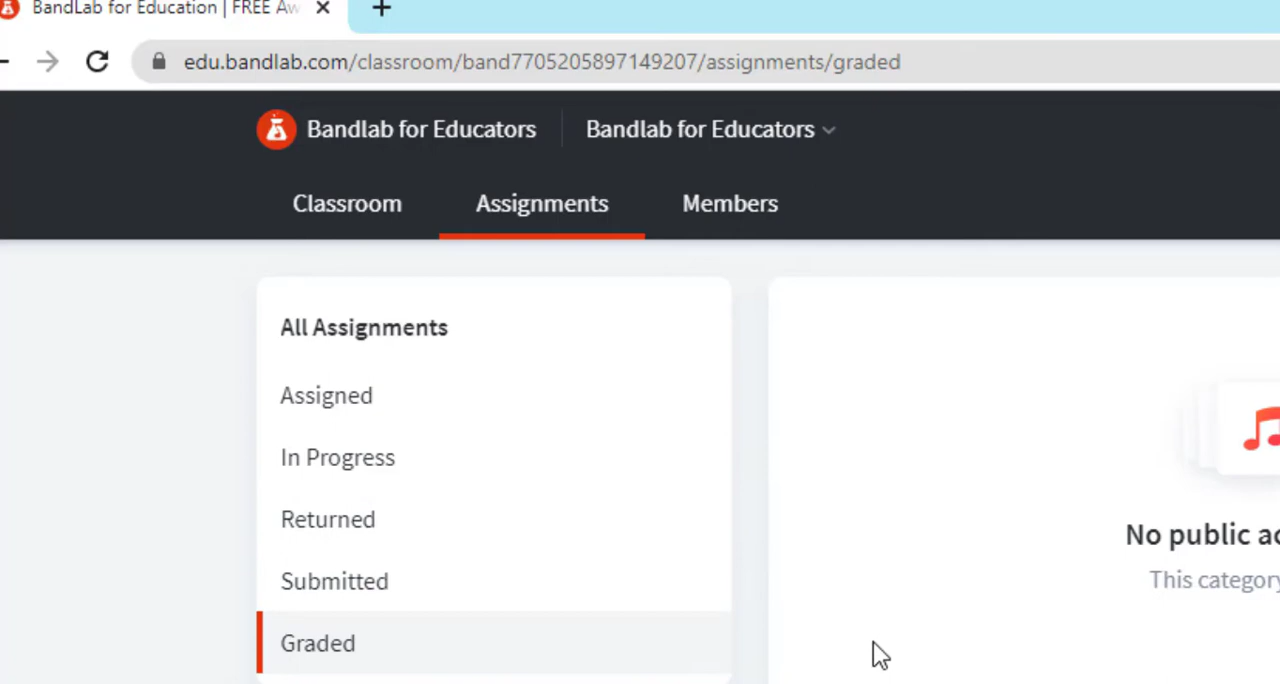 BandLab for Education | FREE Aw
edu.bandlab.com/classroom/band7705205897149207/assignments/graded
Bandlab for Educators Bandlab for Educators
Classroom Assignments Members
All Assignments
Assigned
In Progress
Returned
Submitted
Graded
No public
This category